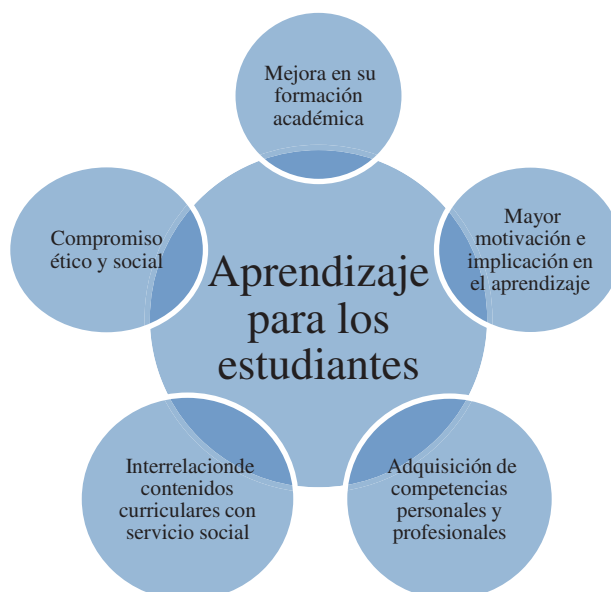 Mejora en su
formación
académica
Mayor
motivación e
implicación en
el aprendizaje
Compromiso
ético y social
Aprendizaje
para los
estudiantes
Interrelacionde
contenidos
curriculares con
servicio social
Adquisición de
competencias
personales y
profesionales